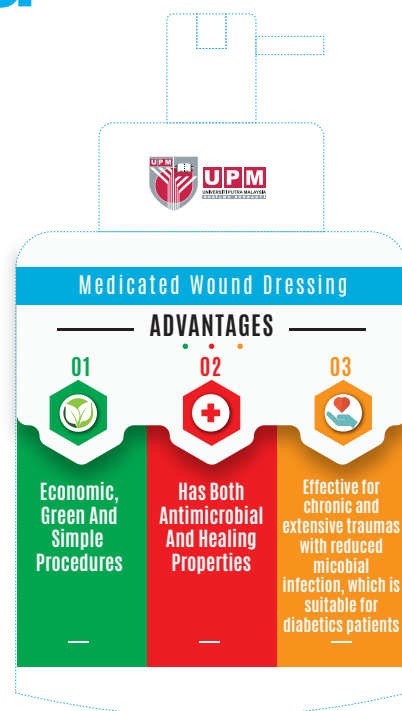 UPM
UPM
UNIVERSITI PUTRA MALAYSIA
BERILMU BERBAKTI
Medicated Wound Dressing
ADVANTAGES
01
02
03
Economic,
Green And
Simple
Procedures
Has Both
Antimicrobial
And Healing
Properties
Effective for
chronic and
extensive traumas
with reduced
micobial
infection, which is
suitable for
diabetics patients